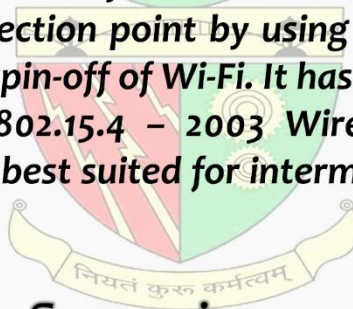 ection point by using
pin-off of Wi-Fi. It has
802.15.4 – 2003 Wire
best suited for interm
नियतं कुरू कर्मत्वम्